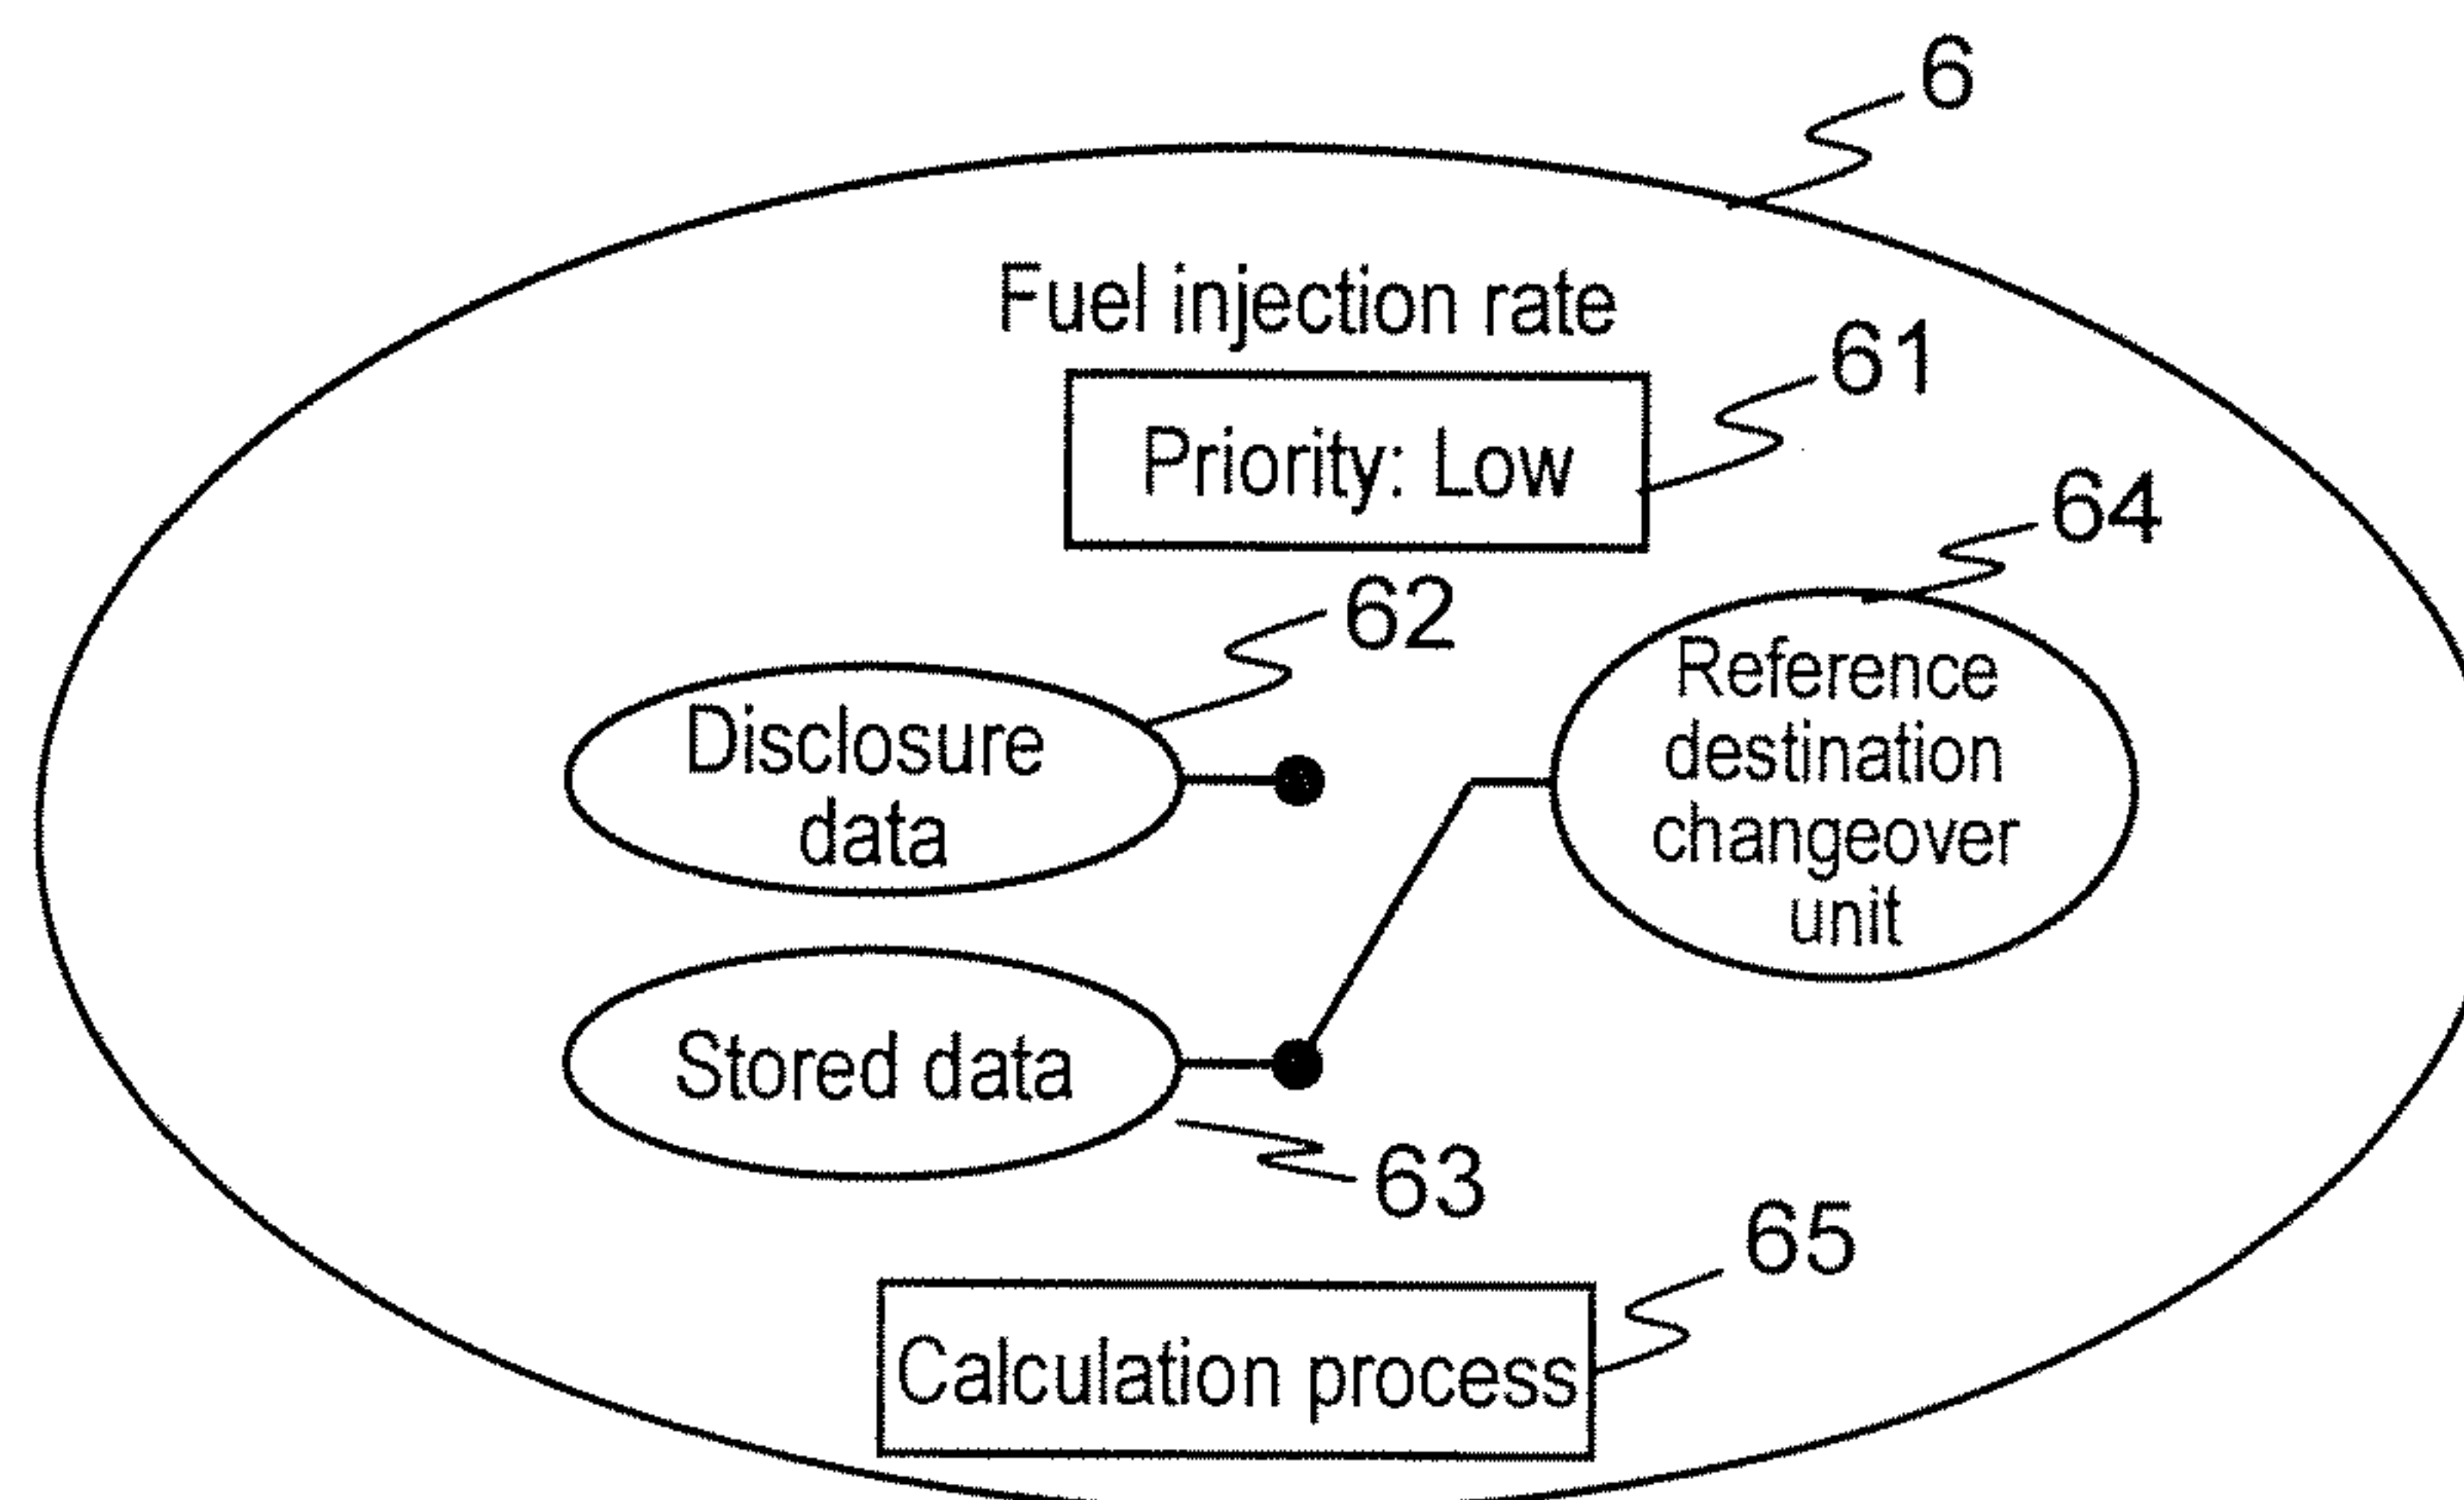 6
Fuel injection rate
61
Priority: Low
64
62
Reference
destination
changeover
unit
Disclosure
data
Stored data
63
65
Calculation process